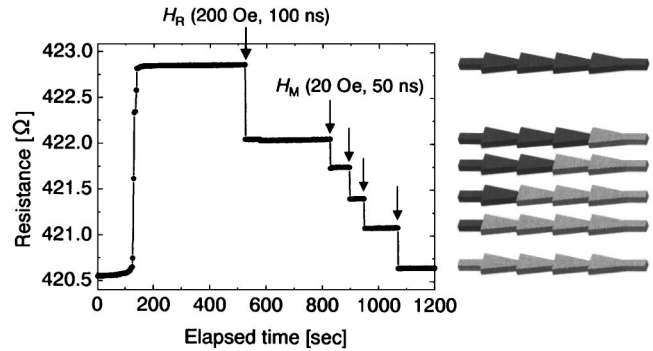 H_R (200 Oe, 100 ns)
H_M (20 Oe, 50 ns)
423.0
422.5
422.0
421.5
421.0
420.5
Resistance [Ω]
0 200 400 600 800 1000 1200
Elapsed time [sec]